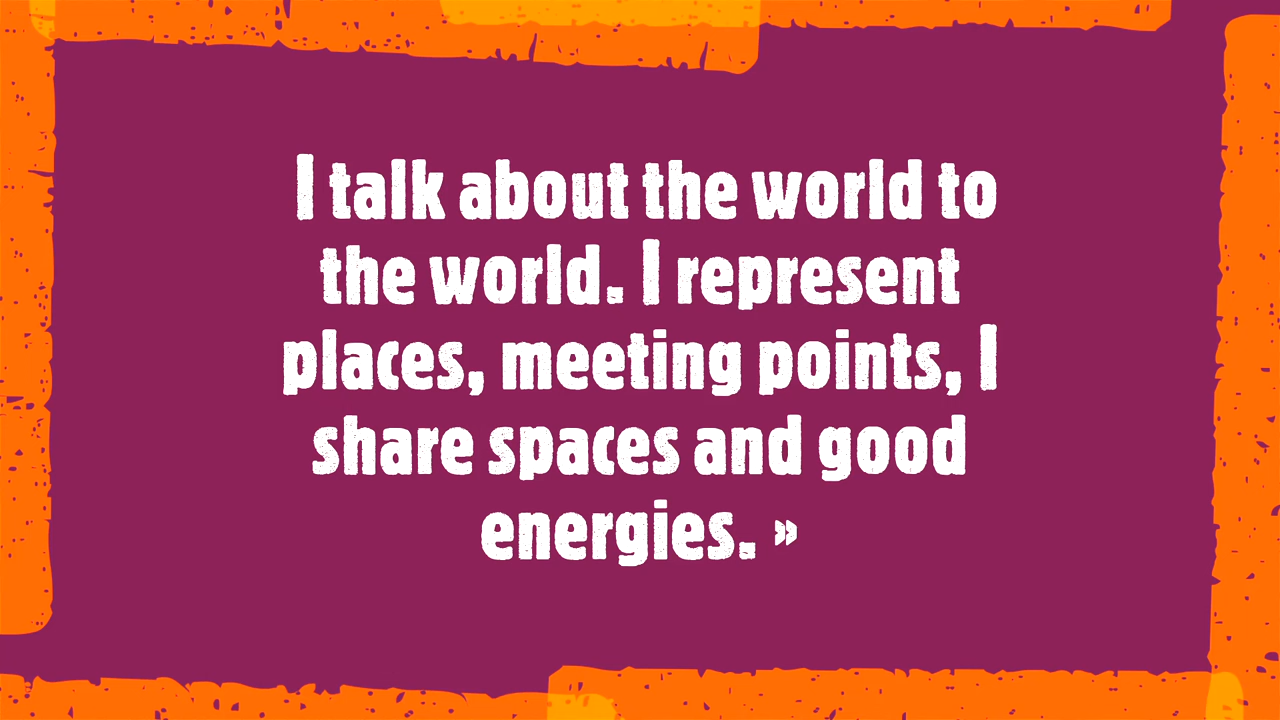 I talk about the world to
the world. I represent
places, meeting points, I
share spaces and good
energies. »